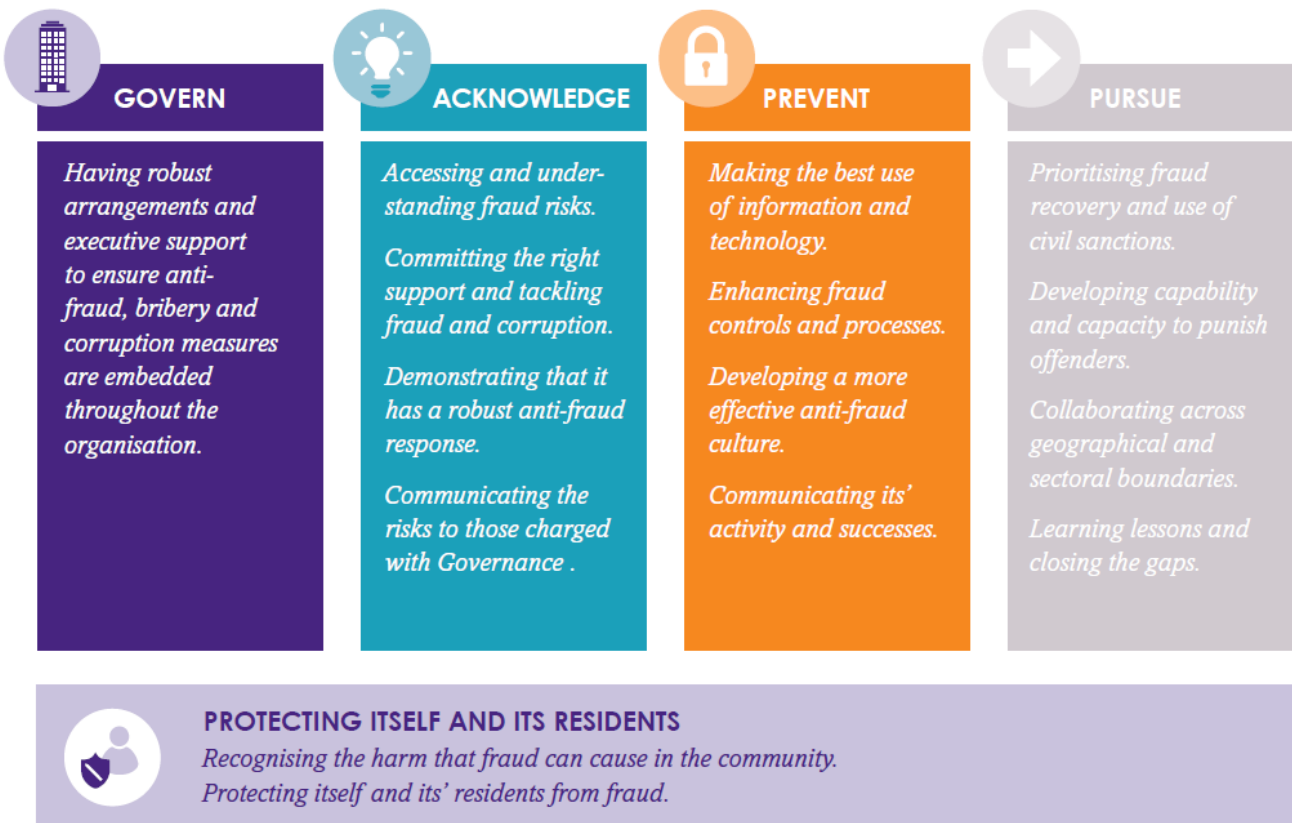 GOVERN
Having robust
arrangements and
executive support
to ensure anti-
fraud, bribery and
corruption measures
are embedded
throughout the
organisation.
ACKNOWLEDGE
Accessing and under-
standing fraud risks.
Committing the right
support and tackling
fraud and corruption.
Demonstrating that it
has a robust anti-fraud
response.
Communicating the
risks to those charged
with Governance .
PREVENT
Making the best use
of information and
technology.
Enhancing fraud
controls and processes.
Developing a more
effective anti-fraud
culture.
Communicating its’
activity and successes.
PURSUE
Prioritising fraud
recovery and use of
civil sanctions.
Developing capability
and capacity to punish
offenders.
Collaborating across
geographical and
sectoral boundaries.
Learning lessons and
closing the gaps.
PROTECTING ITSELF AND ITS RESIDENTS
Recognising the harm that fraud can cause in the community.
Protecting itself and its’ residents from fraud.